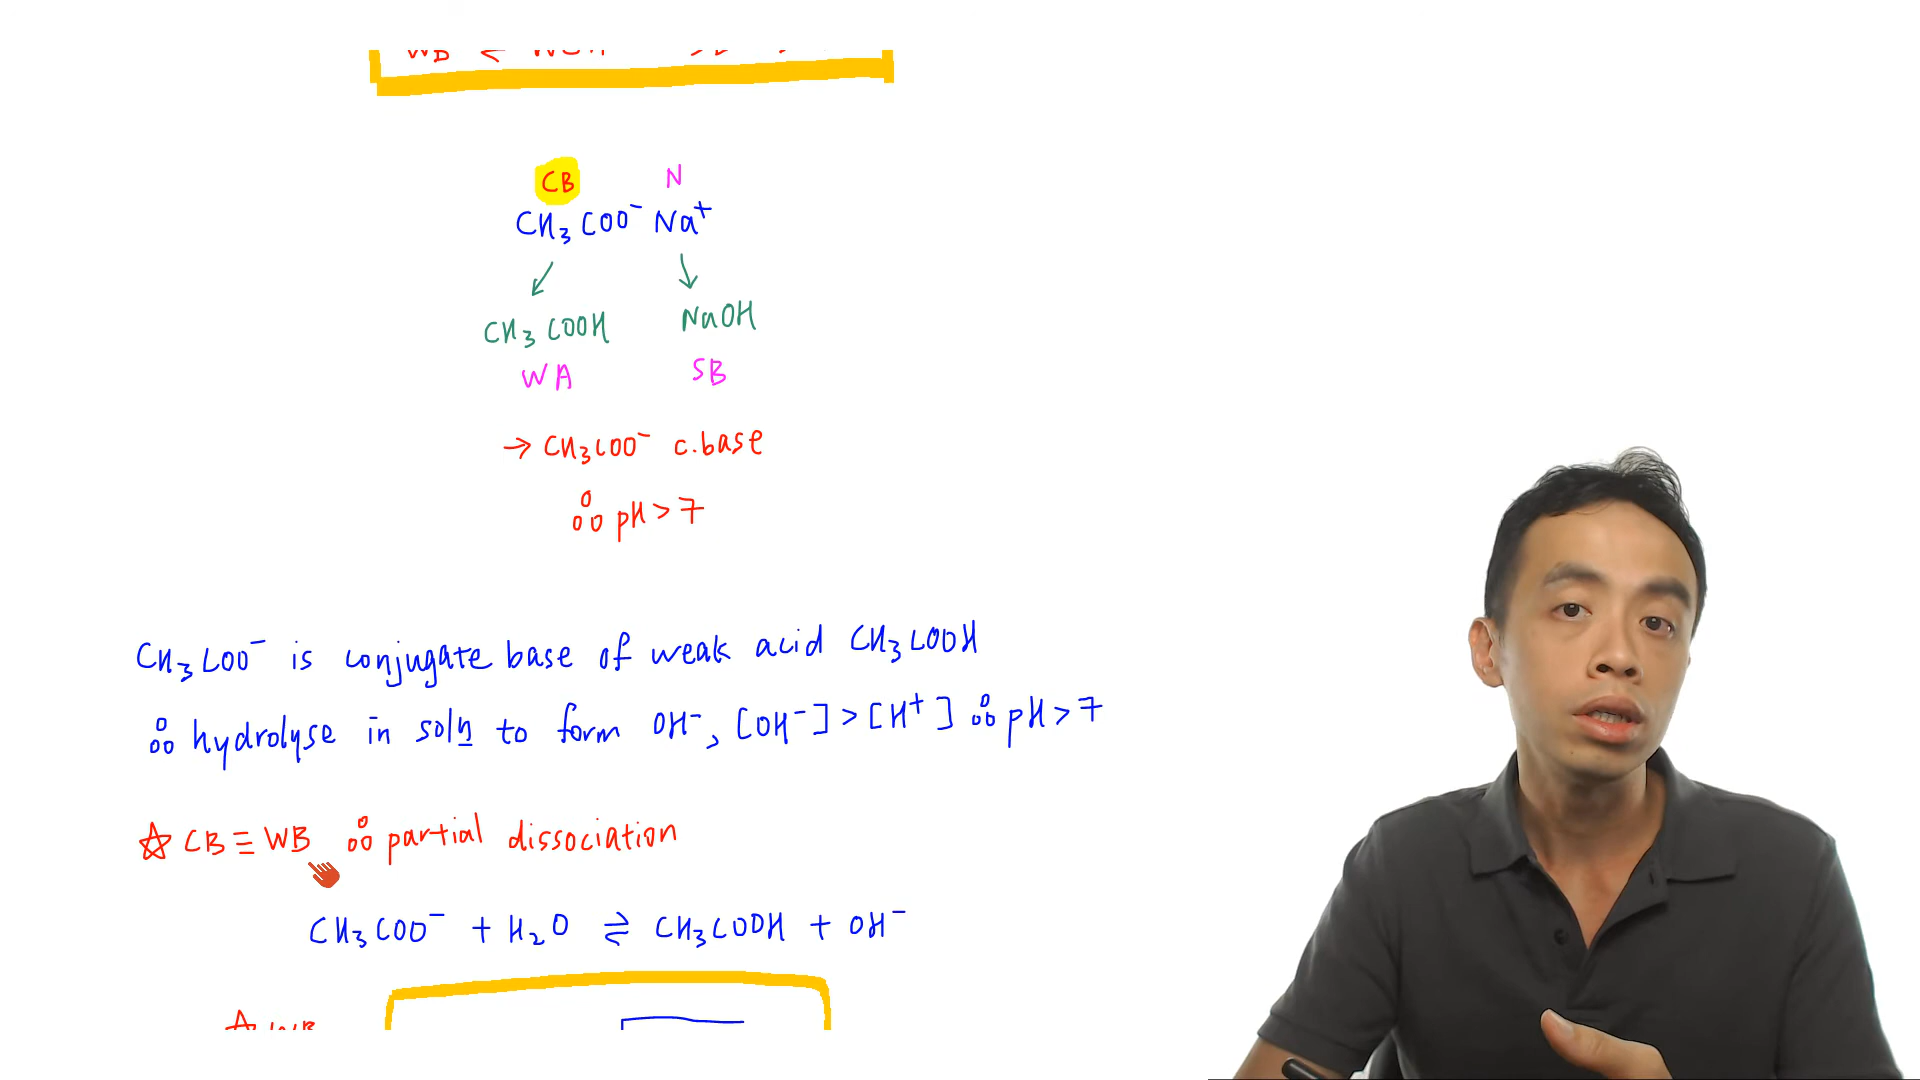 CB N
CH₃COO⁻ Na⁺
CH₃COOH NaOH
WA SB
→ CH₃COO⁻ c.base
∴ pH > 7
CH₃COO⁻ is conjugate base of weak acid CH₃COOH
∴ hydrolyse in soln to form OH⁻, [OH⁻] > [H⁺] ∴ pH > 7
☆ CB ≡ WB ∴ partial dissociation
CH₃COO⁻ + H₂O ⇌ CH₃COOH + OH⁻